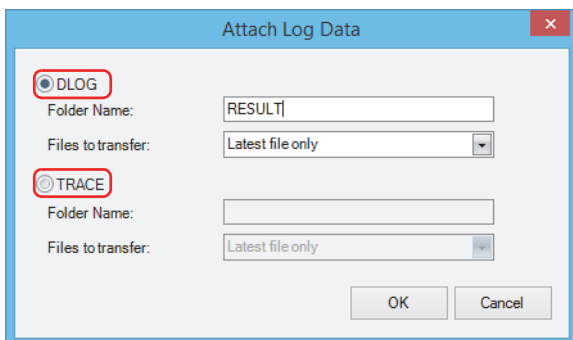 Attach Log Data
DLOG
Folder Name: RESULT
Files to transfer: Latest file only
TRACE
Folder Name:
Files to transfer: Latest file only
OK Cancel